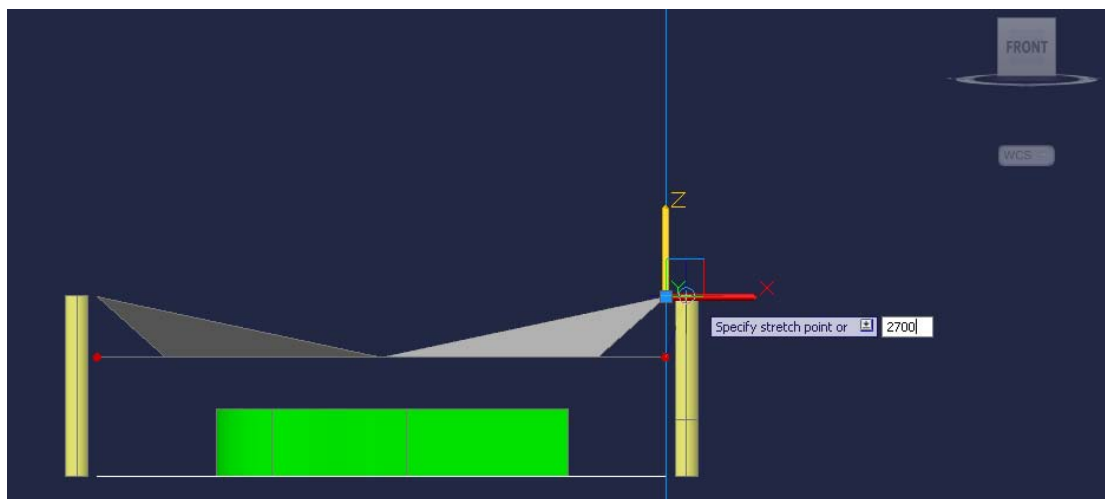 FRONT
WCS
Z
Y
X
Specify stretch point or
2700